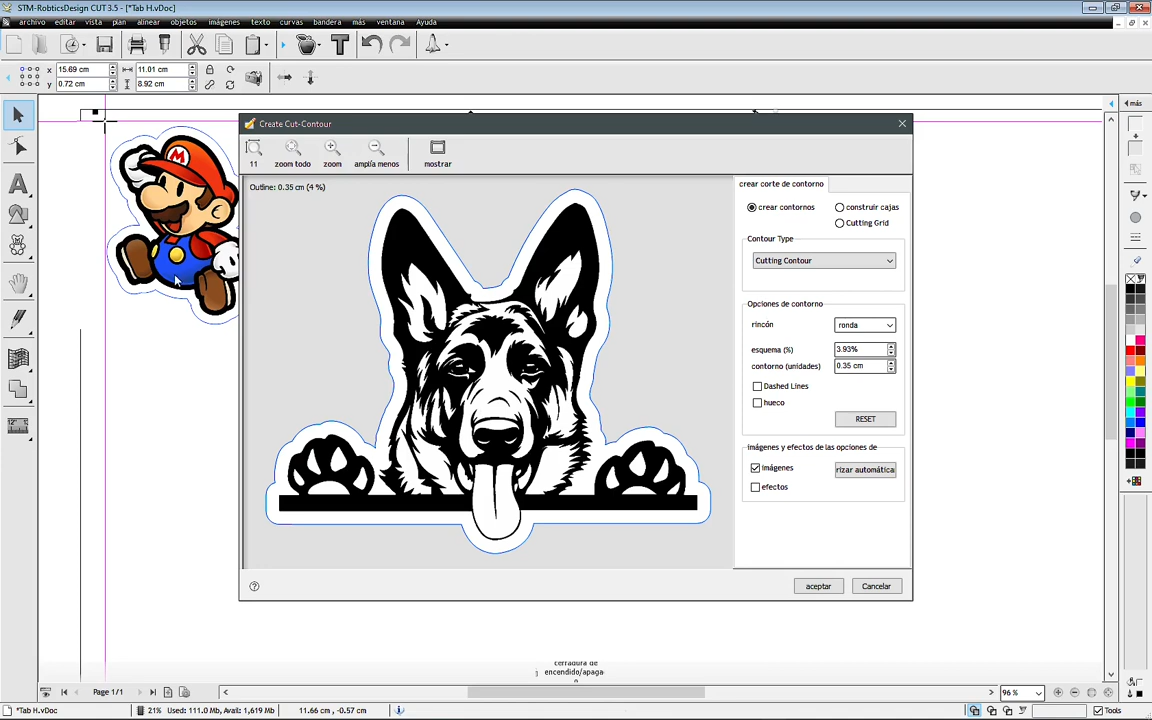 STM-RobticsDesign CUT 3.5 - [*Tab H.vDoc]
archivo editar vista plan alinear objetos imágenes texto curvas bandera más ventana Ayuda
x 15.69 cm 11.01 cm
y 0.72 cm 8.92 cm
más
Create Cut-Contour
11 zoom todo zoom amplía menos mostrar
Outline: 0.35 cm (4 %)
crear corte de contorno
crear contornos construir cajas
Cutting Grid
Contour Type
Cutting Contour
Opciones de contorno
rincón ronda
esquema (%) 3.93%
contorno (unidades) 0.35 cm
Dashed Lines
hueco
RESET
imágenes y efectos de las opciones de
imágenes rizar automática
efectos
? aceptar Cancelar
M
cerradura de
encendido/apaga
Page 1/1 96 %
*Tab H.vDoc 21% Used: 111.0 Mb, Avail: 1,619 Mb 11.66 cm, -0.57 cm Tools